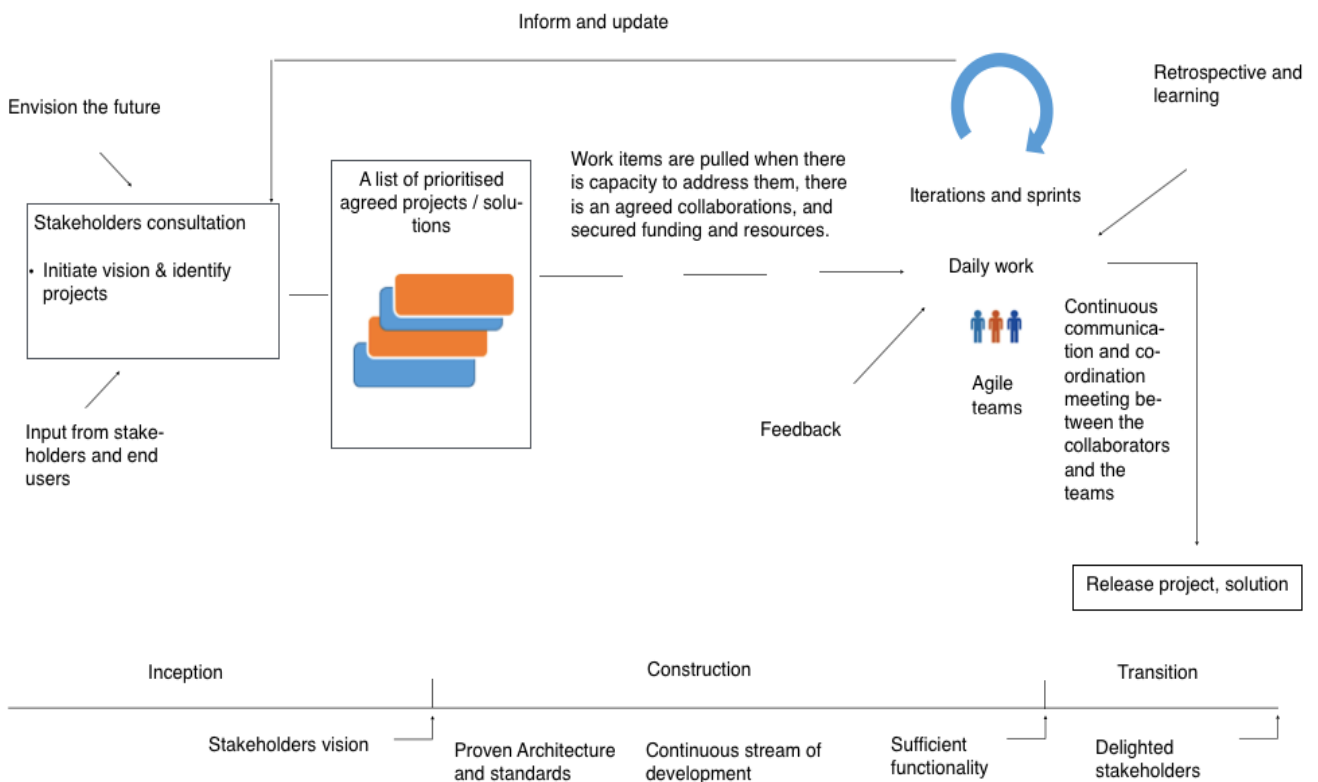 Inform and update
Envision the future
Retrospective and
learning
Stakeholders consultation
• Initiate vision & identify
projects
A list of prioritised
agreed projects / solu-
tions
Work items are pulled when there
is capacity to address them, there
is an agreed collaborations, and
secured funding and resources.
Iterations and sprints
Daily work
Agile
teams
Continuous
communica-
tion and co-
ordination
meeting be-
tween the
collaborators
and the
teams
Feedback
Input from stake-
holders and end
users
Release project, solution
Inception
Construction
Transition
Stakeholders vision
Proven Architecture
and standards
Continuous stream of
development
Sufficient
functionality
Delighted
stakeholders